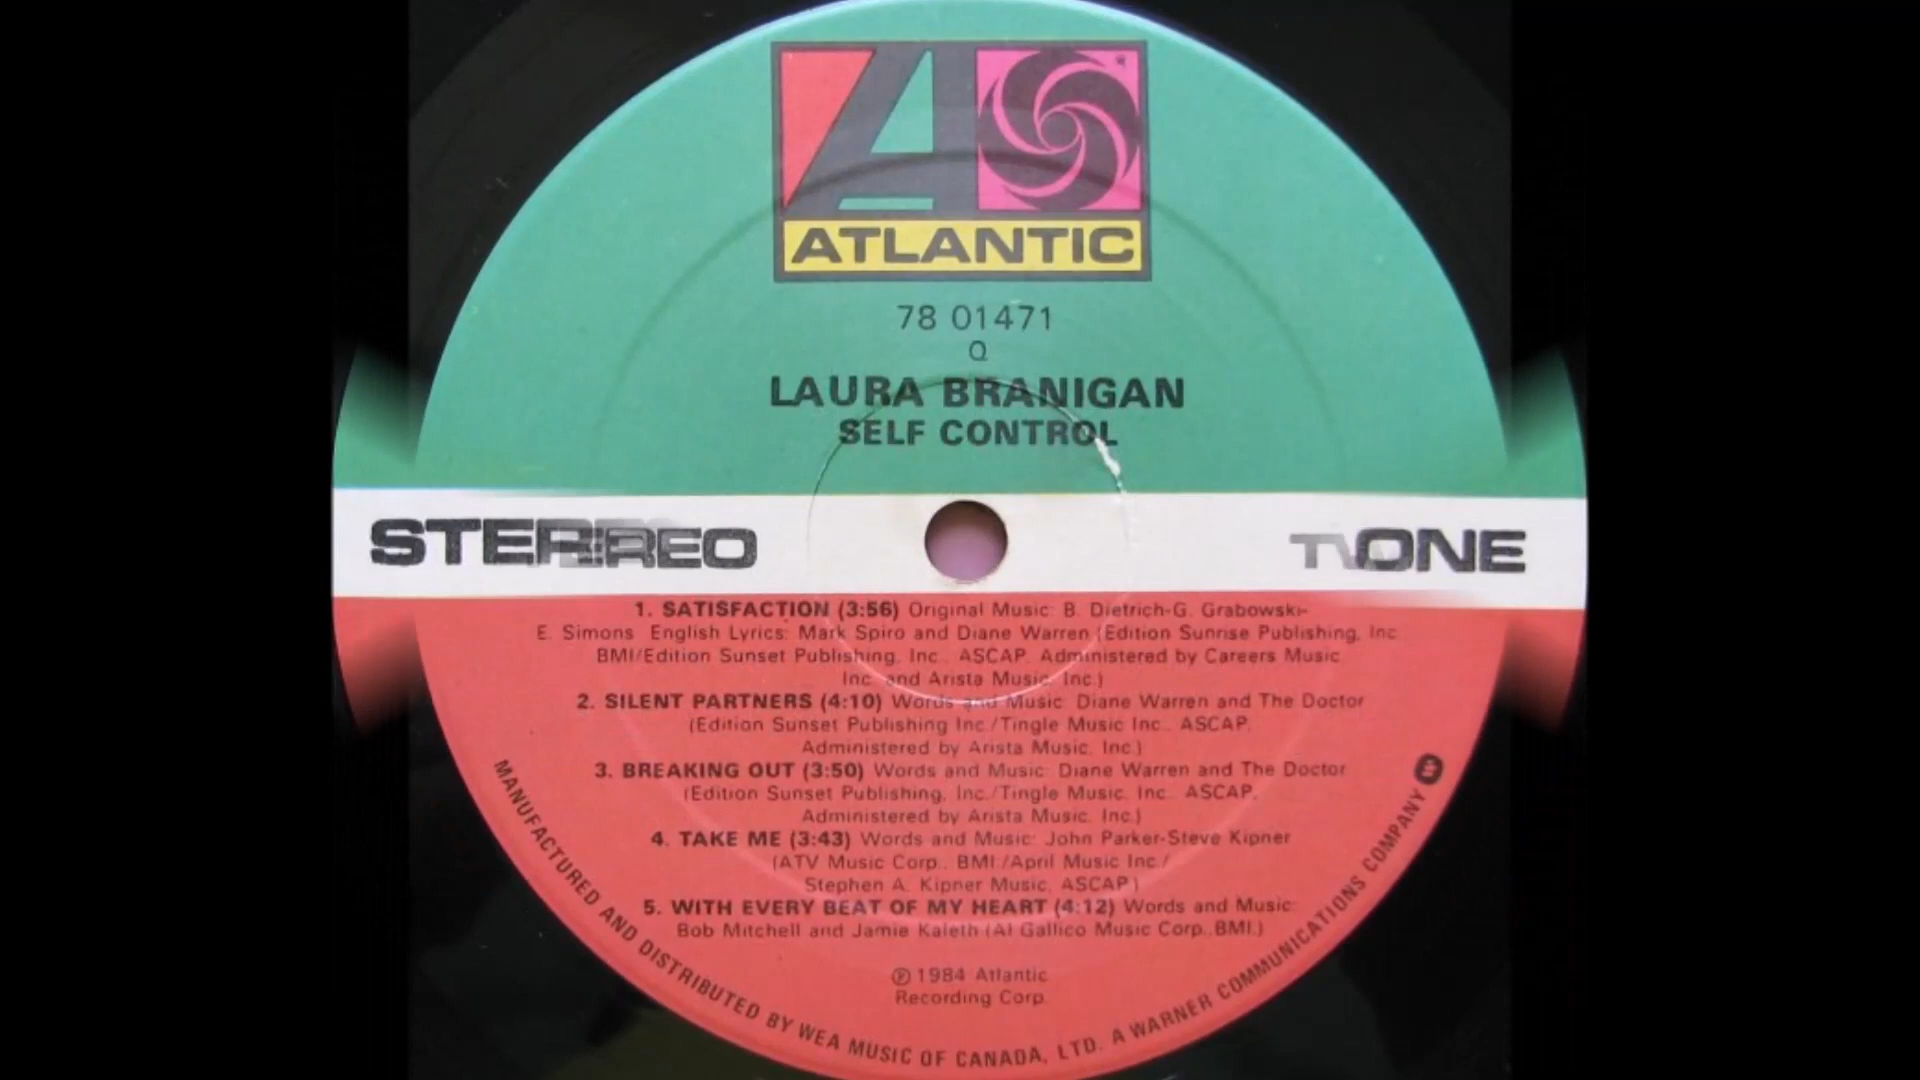 ATLANTIC
78 01471
Q
LAURA BRANIGAN
SELF CONTROL
STEREO ONE
1. SATISFACTION (3:56) Original Music: B. Dietrich-G. Grabowski-
E. Simons English Lyrics: Mark Spiro and Diane Warren (Edition Sunrise Publishing, Inc.
BMI/Edition Sunset Publishing, Inc., ASCAP. Administered by Careers Music
Inc. and Arista Music, Inc.)
2. SILENT PARTNERS (4:10) Words and Music: Diane Warren and The Doctor
(Edition Sunset Publishing Inc./Tingle Music Inc., ASCAP.
Administered by Arista Music, Inc.)
3. BREAKING OUT (3:50) Words and Music: Diane Warren and The Doctor
(Edition Sunset Publishing, Inc./Tingle Music, Inc., ASCAP.
Administered by Arista Music, Inc.)
4. TAKE ME (3:43) Words and Music: John Parker-Steve Kipner
(ATV Music Corp., BMI/April Music Inc./
Stephen A. Kipner Music, ASCAP)
5. WITH EVERY BEAT OF MY HEART (4:12) Words and Music:
Bob Mitchell and Jamie Kaleth (Al Gallico Music Corp., BMI.)
℗ 1984 Atlantic
Recording Corp.
MANUFACTURED AND DISTRIBUTED BY WEA MUSIC OF CANADA, LTD. A WARNER COMMUNICATIONS COMPANY